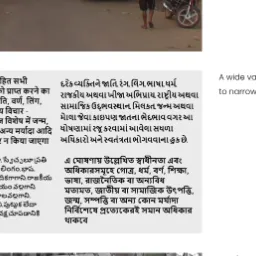 A wide va
to narrow
हित सभी
को प्राप्त करने का
ति, वर्ण, लिंग,
य विचार -
विशेष में जन्म,
अन्य मर्यादा आदि
न किया जाएगा
દરેક વ્યક્તિને જાતિ, રંગ, લિંગ, ભાષા, ધર્મ
રાજકીય અથવા બીજા અભિપ્રાય, રાષ્ટ્રીય અથવા
સામાજિક ઉદ્ભવસ્થાન, મિલકત, જન્મ અથવા
મોભા જેવા કોઇપણ જાતના ભેદભાવ વગર આ
ઘોષણામાં રજૂ કરવામાં આવેલા સઘળા
અધિકારો અને સ્વતંત્રતા ભોગવવાના હક્ક છે.
এ ঘোষণায় উল্লেখিত স্বাধীনতা এবং
অধিকারসমূহে গোত্র, ধর্ম, বর্ণ, শিক্ষা,
ভাষা, রাজনৈতিক বা অন্যবিধ
মতামত, জাতীয় বা সামাজিক উৎপত্তি,
জন্ম, সম্পত্তি বা অন্য কোন মর্যাদা
নির্বিশেষে প্রত্যেকেরই সমান অধিকার
থাকবে